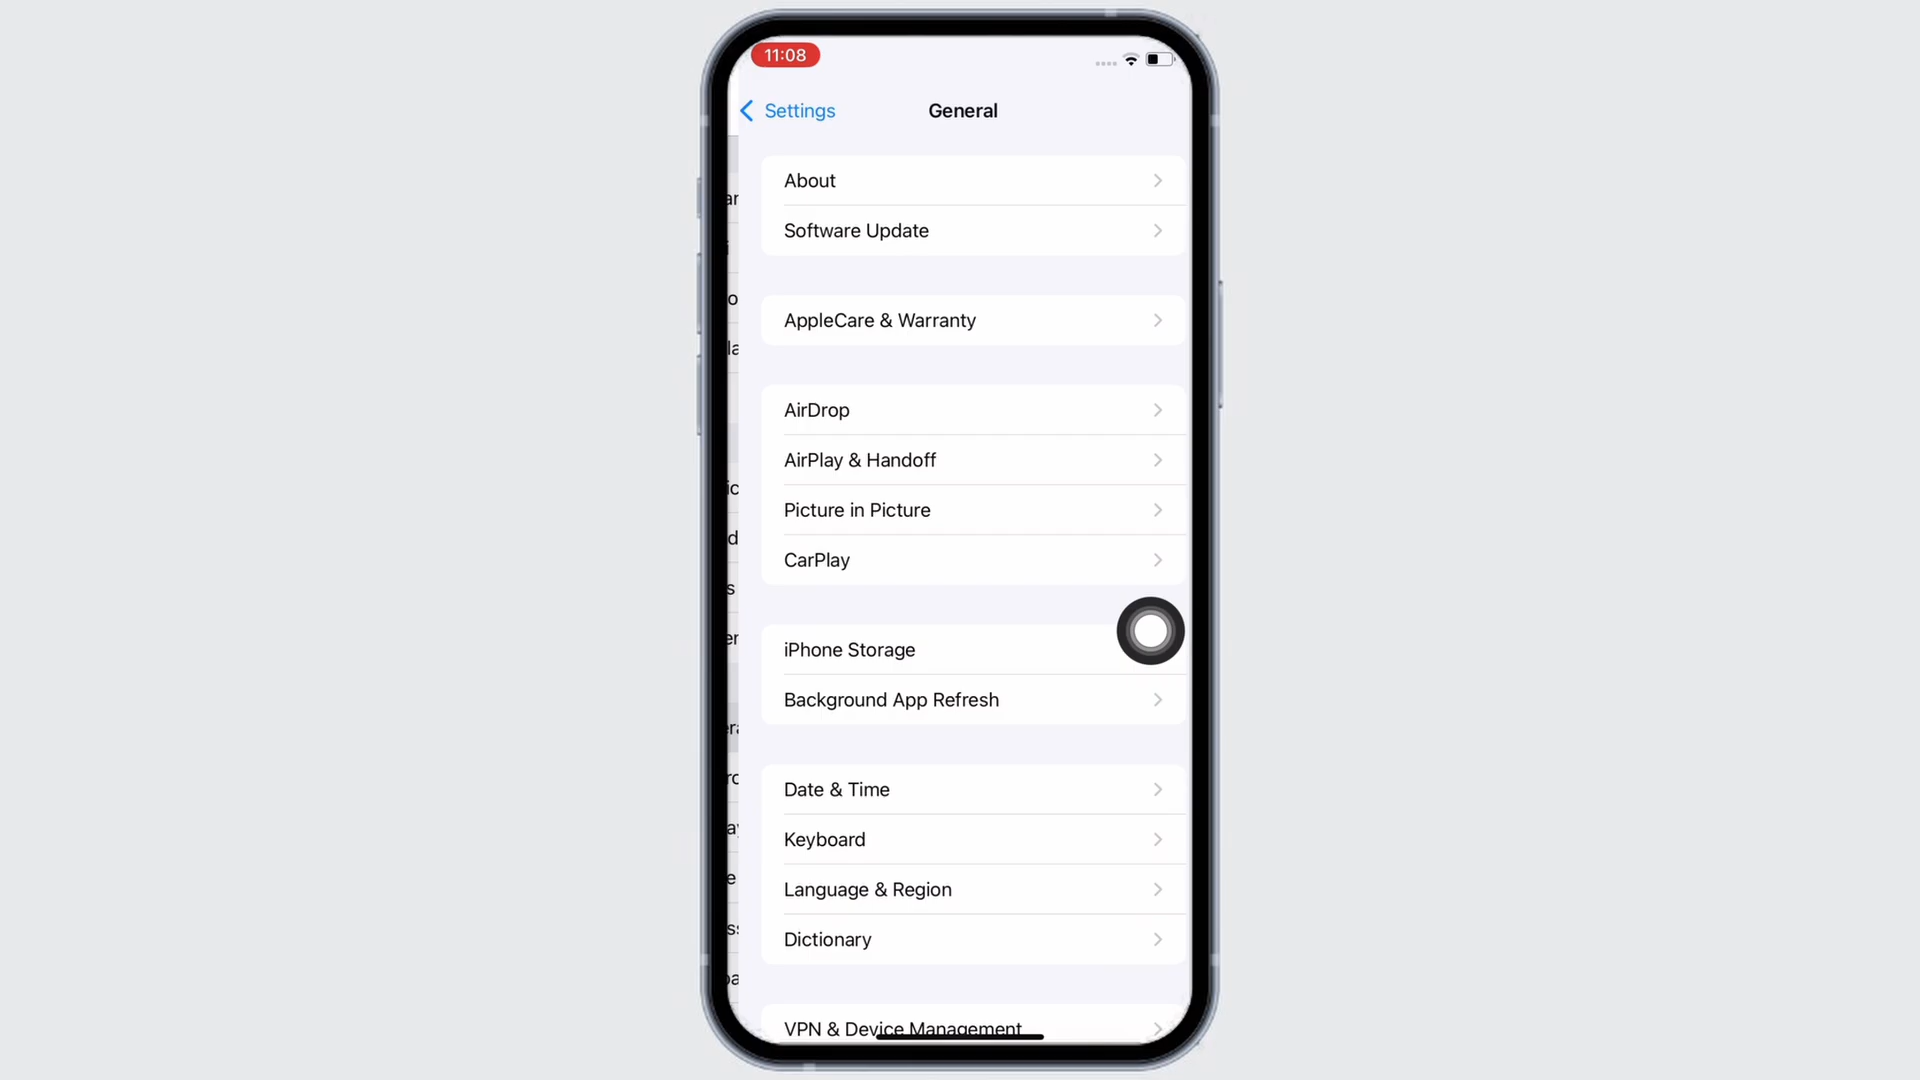 11:08
Settings
General
About
Software Update
AppleCare & Warranty
AirDrop
AirPlay & Handoff
Picture in Picture
CarPlay
iPhone Storage
Background App Refresh
Date & Time
Keyboard
Language & Region
Dictionary
VPN & Device Management